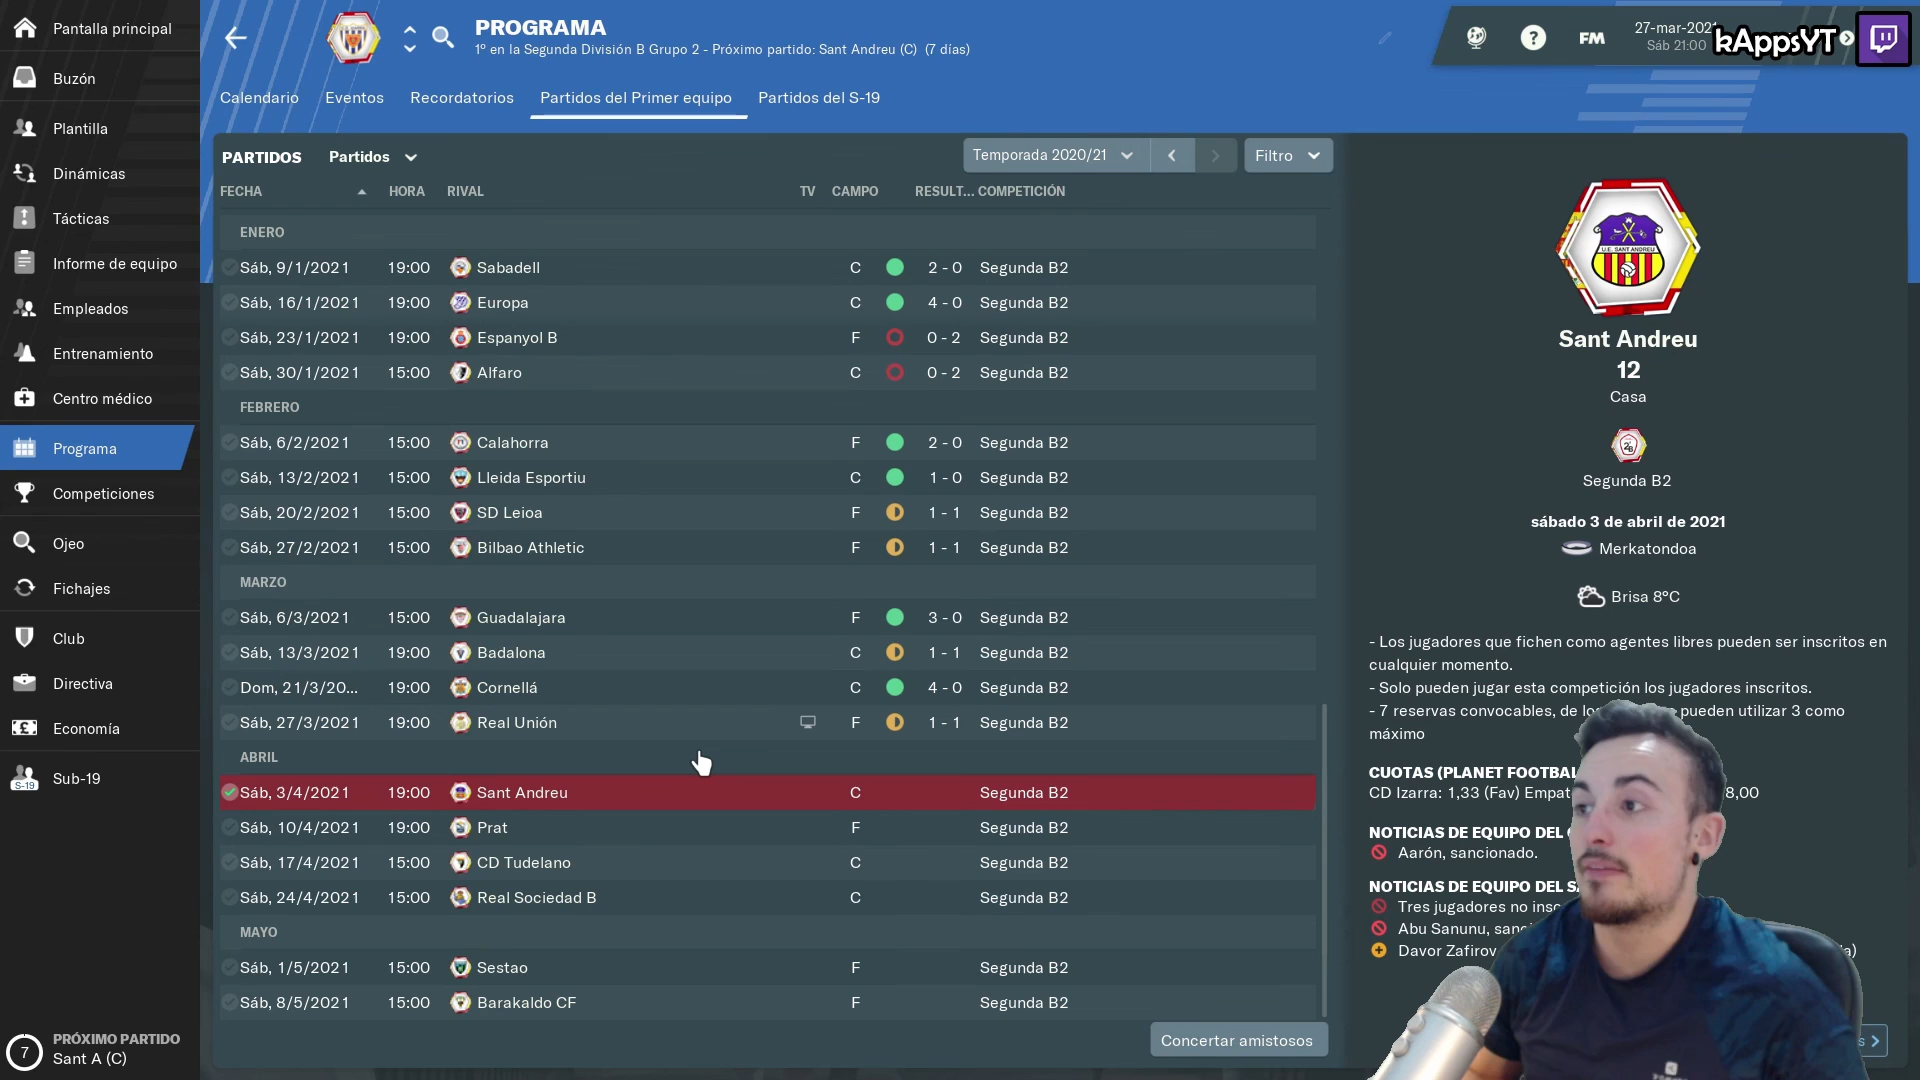 Pantalla principal
Buzón
Plantilla
Dinámicas
Tácticas
Informe de equipo
Empleados
Entrenamiento
Centro médico
Programa
Competiciones
Ojeo
Fichajes
Club
Directiva
Economía
S-19 Sub-19
7 PRÓXIMO PARTIDO
Sant A (C)
PROGRAMA
1º en la Segunda División B Grupo 2 - Próximo partido: Sant Andreu (C) (7 días)
FM
27-mar-2021
Sáb 21:00
kAppsYT
Calendario Eventos Recordatorios Partidos del Primer equipo Partidos del S-19
PARTIDOS Partidos Temporada 2020/21 Filtro
FECHA HORA RIVAL TV CAMPO RESULT... COMPETICIÓN
ENERO
Sáb, 9/1/2021 19:00 Sabadell C 2 - 0 Segunda B2
Sáb, 16/1/2021 19:00 Europa C 4 - 0 Segunda B2
Sáb, 23/1/2021 19:00 Espanyol B F 0 - 2 Segunda B2
Sáb, 30/1/2021 15:00 Alfaro C 0 - 2 Segunda B2
FEBRERO
Sáb, 6/2/2021 15:00 Calahorra F 2 - 0 Segunda B2
Sáb, 13/2/2021 15:00 Lleida Esportiu C 1 - 0 Segunda B2
Sáb, 20/2/2021 15:00 SD Leioa F 1 - 1 Segunda B2
Sáb, 27/2/2021 15:00 Bilbao Athletic F 1 - 1 Segunda B2
MARZO
Sáb, 6/3/2021 15:00 Guadalajara F 3 - 0 Segunda B2
Sáb, 13/3/2021 19:00 Badalona C 1 - 1 Segunda B2
Dom, 21/3/20... 19:00 Cornellá C 4 - 0 Segunda B2
Sáb, 27/3/2021 19:00 Real Unión F 1 - 1 Segunda B2
ABRIL
Sáb, 3/4/2021 19:00 Sant Andreu C Segunda B2
Sáb, 10/4/2021 19:00 Prat F Segunda B2
Sáb, 17/4/2021 15:00 CD Tudelano C Segunda B2
Sáb, 24/4/2021 15:00 Real Sociedad B C Segunda B2
MAYO
Sáb, 1/5/2021 15:00 Sestao F Segunda B2
Sáb, 8/5/2021 15:00 Barakaldo CF F Segunda B2
Concertar amistosos
U.E. SANT ANDREU
Sant Andreu
12
Casa
Segunda B2
sábado 3 de abril de 2021
Merkatondoa
Brisa 8°C
- Los jugadores que fichen como agentes libres pueden ser inscritos en
cualquier momento.
- Solo pueden jugar esta competición los jugadores inscritos.
- 7 reservas convocables, de pueden utilizar 3 como
máximo
CUOTAS (PLANET
CD Izarra: 1,33 (Fav) 8,00
NOTICIAS DE EQUIPO DEL
Aarón, sancionado.
NOTICIAS DE EQUIPO DEL
Tres jugadores no
Abu Sanunu,
Davor Zafirov